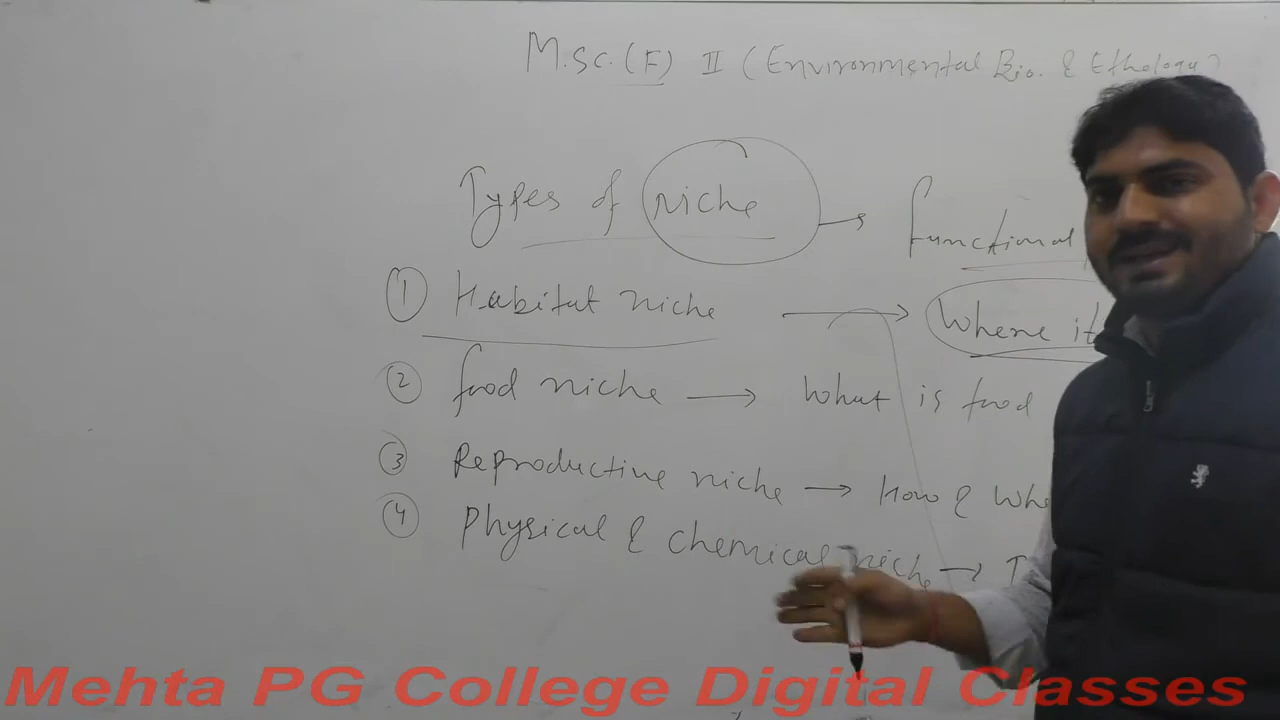 M.Sc. (F) II (Environmental Bio. & Ethology)
Types of niche → functional
① Habitat niche → Where it
② food niche → What is food
③ Reproductive niche → How &
④ Physical & chemical niche →
Mehta PG College Digital Classes